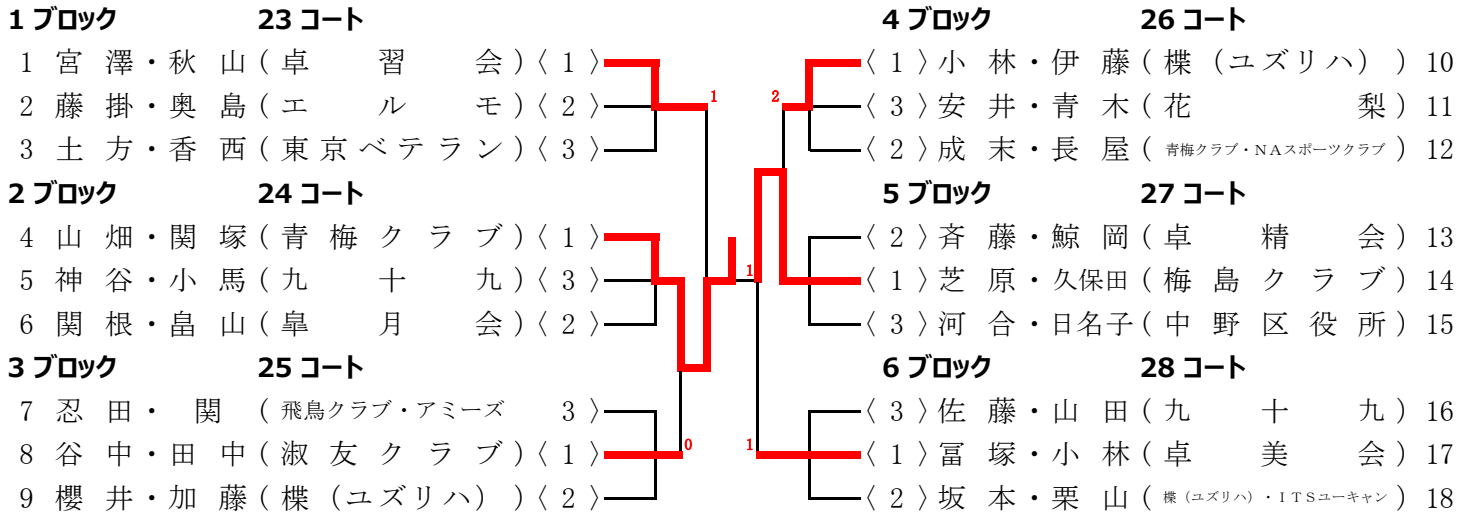 1 ブロック 23 コート
1 宮 澤・秋 山 ( 卓 習 会 ) 〈 1 〉
2 藤 掛・奥 島 ( エ ル モ ) 〈 2 〉
3 土 方・香 西 ( 東京ベテラン ) 〈 3 〉
1
2 ブロック 24 コート
4 山 畑・関 塚 ( 青 梅 ク ラ ブ ) 〈 1 〉
5 神 谷・小 馬 ( 九 十 九 ) 〈 3 〉
6 関 根・畠 山 ( 皐 月 会 ) 〈 2 〉
3 ブロック 25 コート
7 忍 田・ 関 ( 飛鳥クラブ・アミーズ 3 〉
8 谷 中・田 中 ( 淑 友 ク ラ ブ ) 〈 1 〉
9 櫻 井・加 藤 ( 楪 (ユズリハ) ) 〈 2 〉
0
1
4 ブロック 26 コート
〈 1 〉 小 林・伊 藤 ( 楪 (ユズリハ) ) 10
〈 3 〉 安 井・青 木 ( 花 梨 ) 11
〈 2 〉 成 末・長 屋 ( 青梅クラブ・NAスポーツクラブ ) 12
2
5 ブロック 27 コート
〈 2 〉 斉 藤・鯨 岡 ( 卓 精 会 ) 13
〈 1 〉 芝 原・久保田 ( 梅 島 ク ラ ブ ) 14
〈 3 〉 河 合・日名子 ( 中 野 区 役 所 ) 15
6 ブロック 28 コート
〈 3 〉 佐 藤・山 田 ( 九 十 九 ) 16
〈 1 〉 冨 塚・小 林 ( 卓 美 会 ) 17
〈 2 〉 坂 本・栗 山 ( 楪 (ユズリハ)・ITSユーキャン ) 18
1